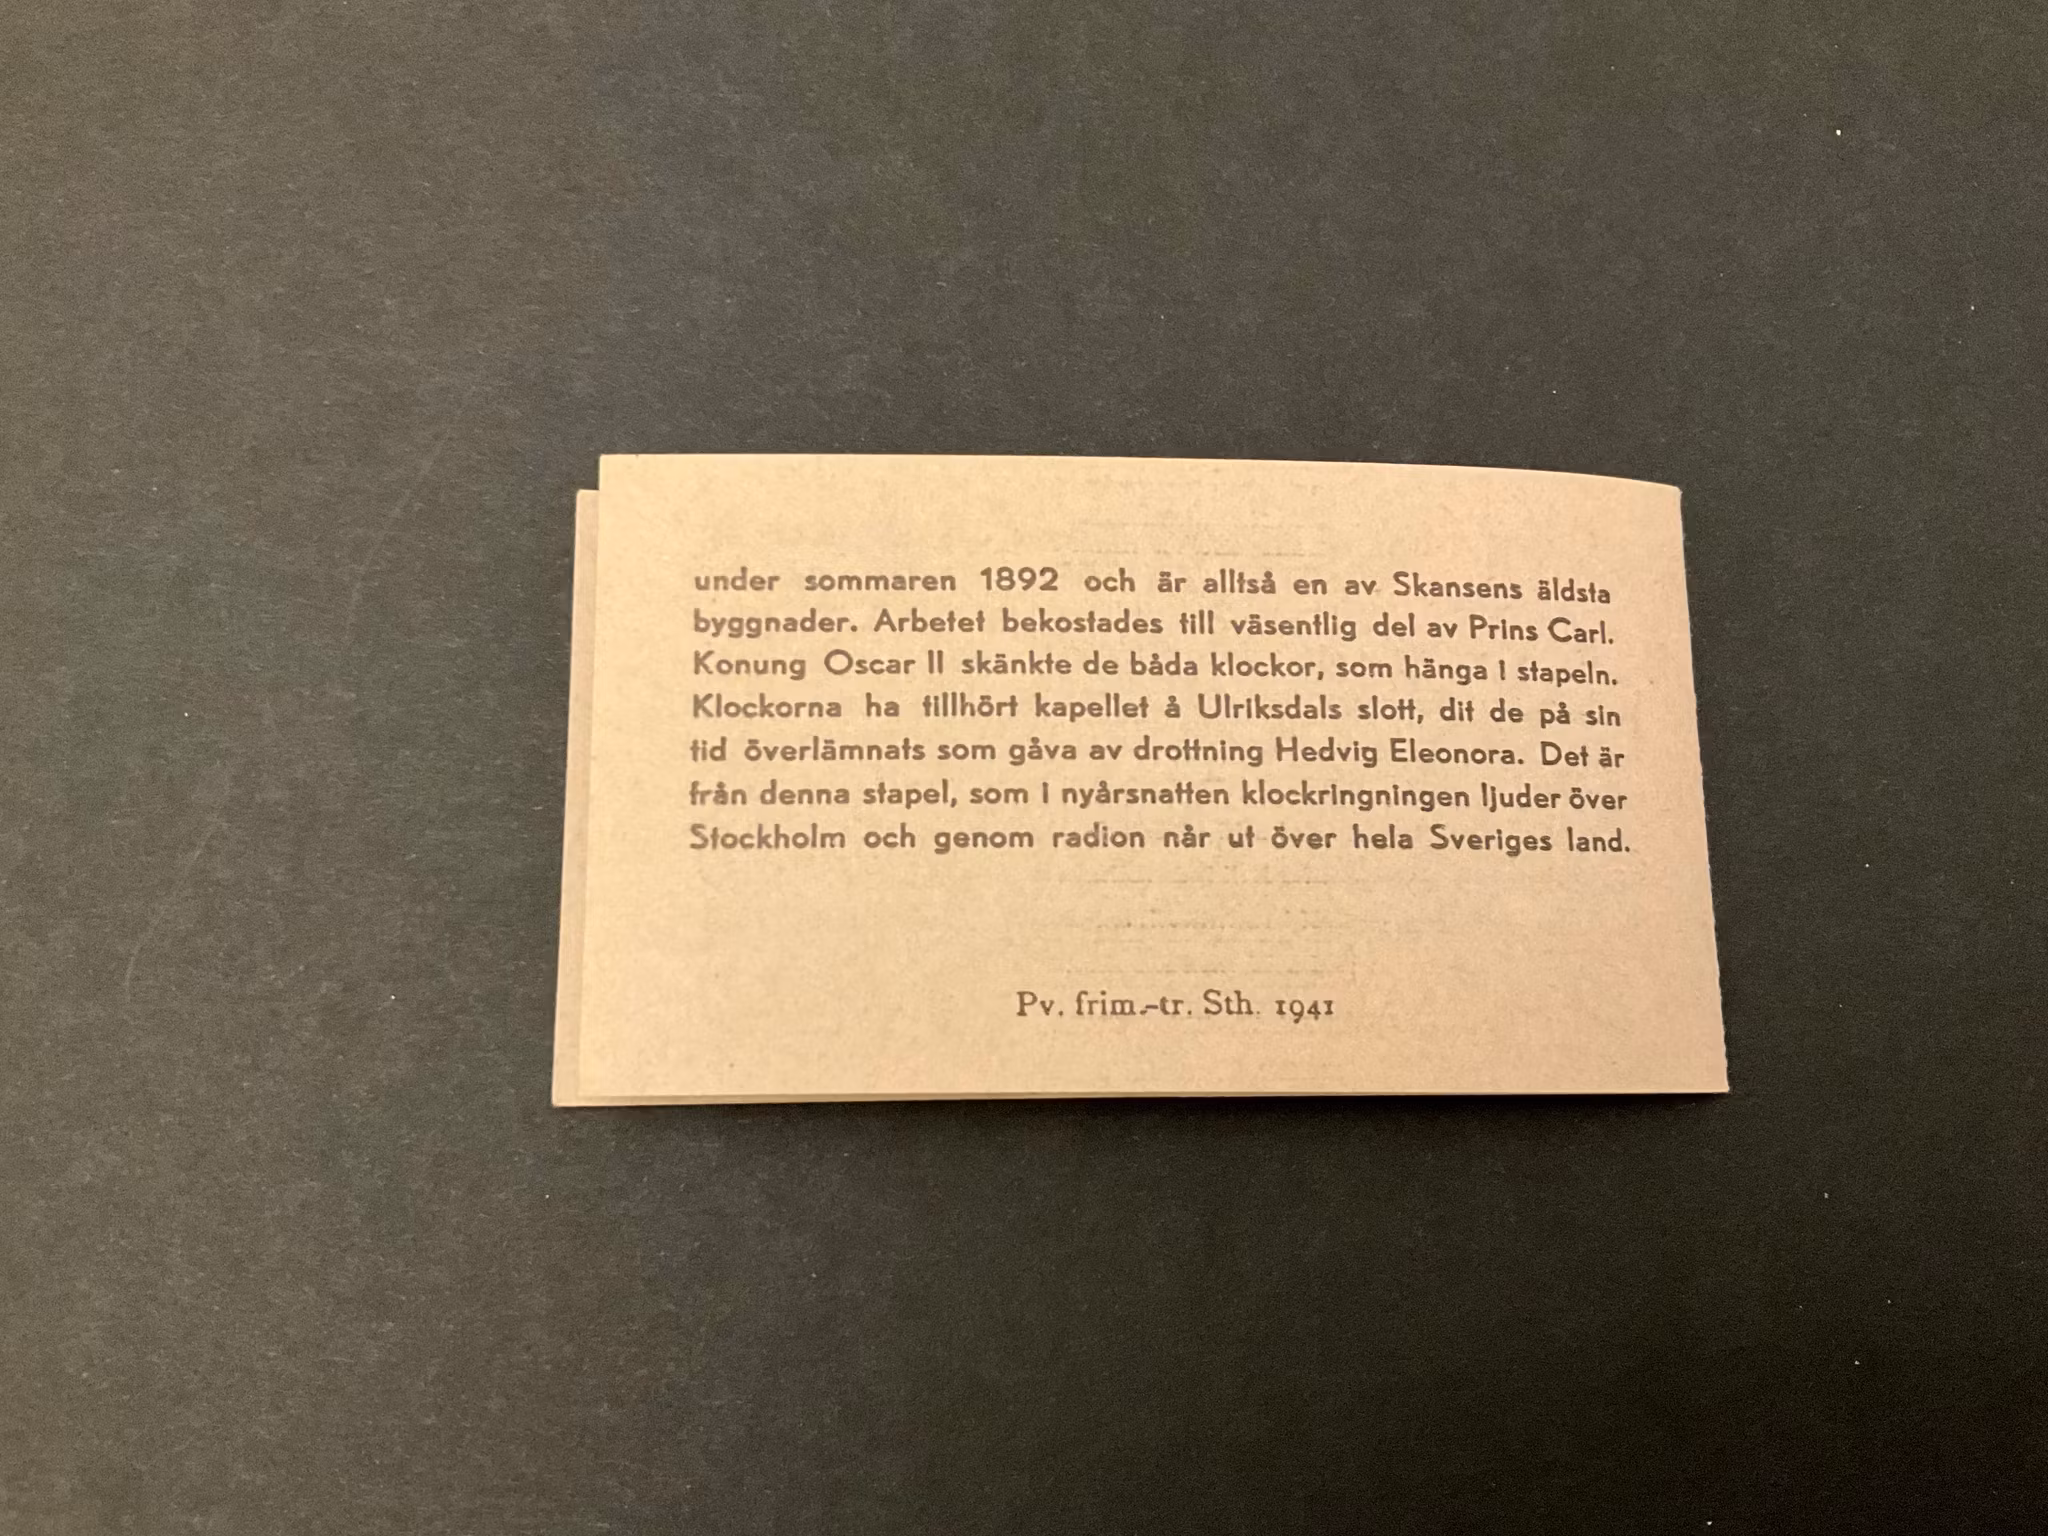 under sommaren 1892 och är alltså en av Skansens äldsta
byggnader. Arbetet bekostades till väsentlig del av Prins Carl.
Konung Oscar II skänkte de båda klockor, som hänga i stapeln.
Klockorna ha tillhört kapellet å Ulriksdals slott, dit de på sin
tid överlämnats som gåva av drottning Hedvig Eleonora. Det är
från denna stapel, som i nyårsnatten klockringningen ljuder över
Stockholm och genom radion når ut över hela Sveriges land.
Pv. frim.-tr. Sth. 1941